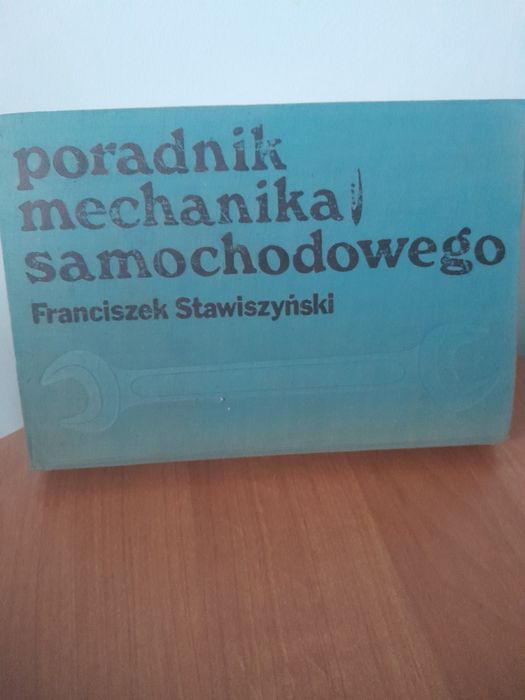 poradnik
mechanika
samochodowego
Franciszek Stawiszyński